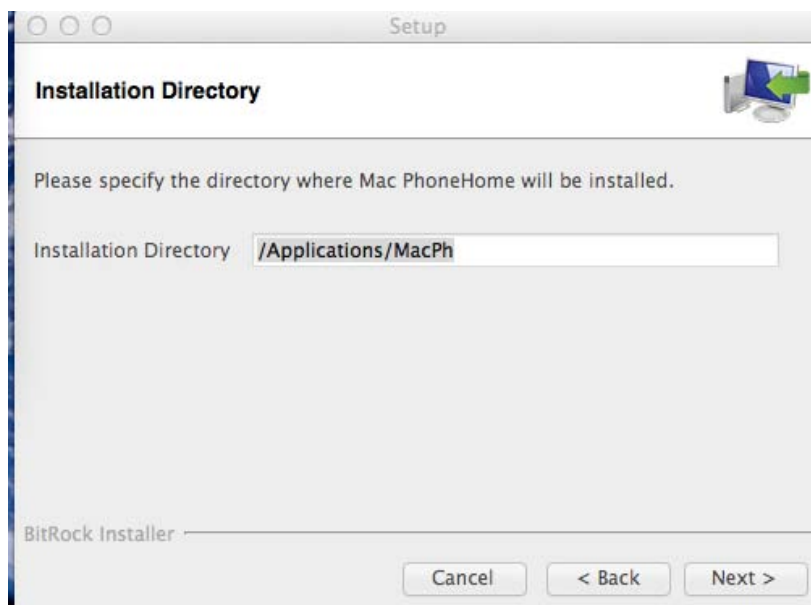 Setup
Installation Directory
Please specify the directory where Mac PhoneHome will be installed.
Installation Directory /Applications/MacPh
BitRock Installer
Cancel < Back Next >